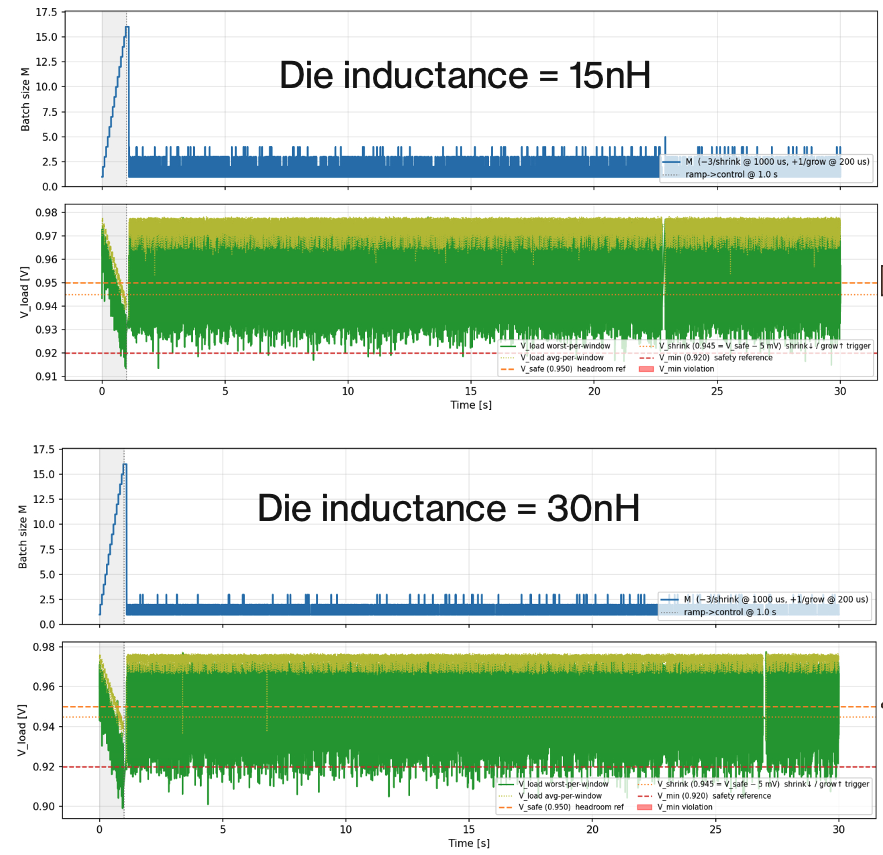 17.5
15.0
12.5
10.0
7.5
5.0
2.5
0.0
Batch size M
Die inductance = 15nH
M (−3/shrink @ 1000 us, +1/grow @ 200 us)
ramp->control @ 1.0 s
0.98
0.97
0.96
0.95
0.94
0.93
0.92
0.91
V_load [V]
V_load worst-per-window
V_load avg-per-window
V_safe (0.950) headroom ref
V_shrink (0.945 = V_safe − 5 mV) shrink↓ / grow↑ trigger
V_min (0.920) safety reference
V_min violation
0 5 10 15 20 25 30
Time [s]
17.5
15.0
12.5
10.0
7.5
5.0
2.5
0.0
Batch size M
Die inductance = 30nH
M (−3/shrink @ 1000 us, +1/grow @ 200 us)
ramp->control @ 1.0 s
0.98
0.96
0.94
0.92
0.90
V_load [V]
V_load worst-per-window
V_load avg-per-window
V_safe (0.950) headroom ref
V_shrink (0.945 = V_safe − 5 mV) shrink↓ / grow↑ trigger
V_min (0.920) safety reference
V_min violation
0 5 10 15 20 25 30
Time [s]